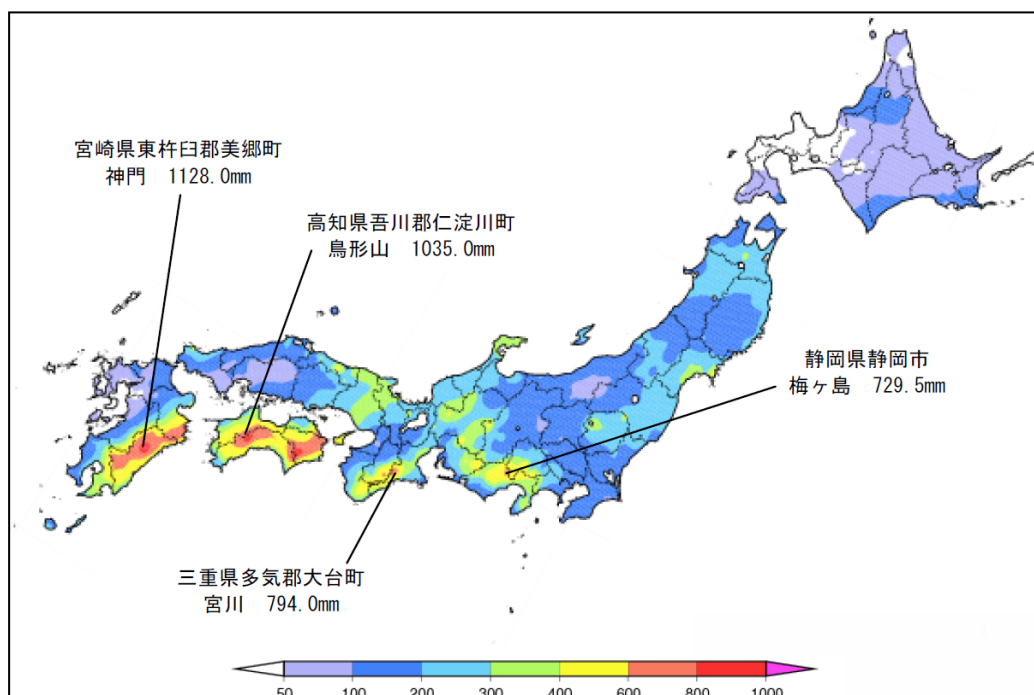 宮崎県東杵臼郡美郷町
神門 1128.0mm
高知県吾川郡仁淀川町
鳥形山 1035.0mm
静岡県静岡市
梅ヶ島 729.5mm
三重県多気郡大台町
宮川 794.0mm
50 100 200 300 400 600 800 1000